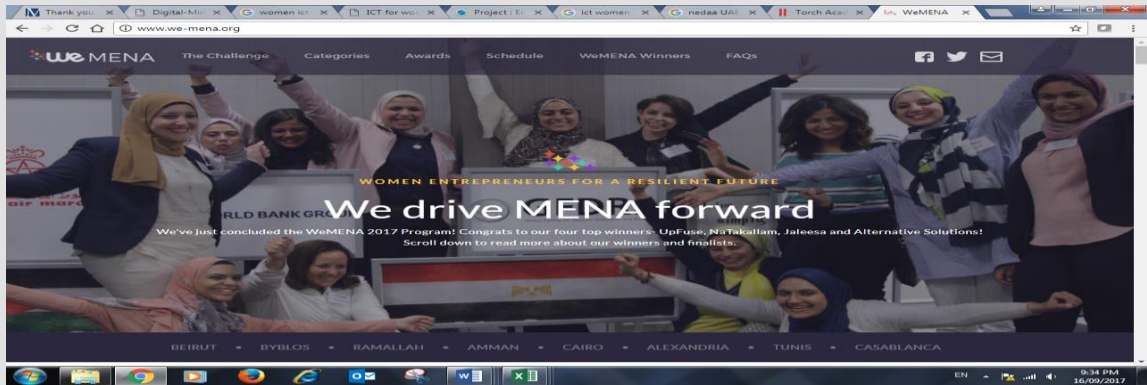 Thank you
Digital-Mi
women ict
ICT for wo
Project : E
ict women
nedaa UAE
Torch Aca
WeMENA
www.we-mena.org
we MENA
The Challenge
Categories
Awards
Schedule
WeMENA Winners
FAQs
WORLD BANK GROUP
WOMEN ENTREPRENEURS FOR A RESILIENT FUTURE
We drive MENA forward
We've just concluded the WeMENA 2017 Program! Congrats to our four top winners- UpFuse, NaTakallam, Jaleesa and Alternative Solutions!
Scroll down to read more about our winners and finalists.
BEIRUT • BYBLOS • RAMALLAH • AMMAN • CAIRO • ALEXANDRIA • TUNIS • CASABLANCA
EN
9:34 PM
16/09/2017